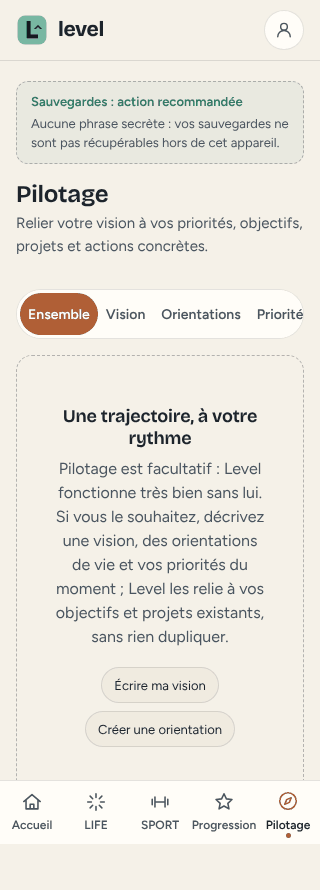 level
Sauvegardes : action recommandée
Aucune phrase secrète : vos sauvegardes ne
sont pas récupérables hors de cet appareil.
Pilotage
Relier votre vision à vos priorités, objectifs,
projets et actions concrètes.
Ensemble Vision Orientations Priorité
Une trajectoire, à votre
rythme
Pilotage est facultatif : Level
fonctionne très bien sans lui.
Si vous le souhaitez, décrivez
une vision, des orientations
de vie et vos priorités du
moment ; Level les relie à vos
objectifs et projets existants,
sans rien dupliquer.
Écrire ma vision
Créer une orientation
Accueil LIFE SPORT Progression Pilotage